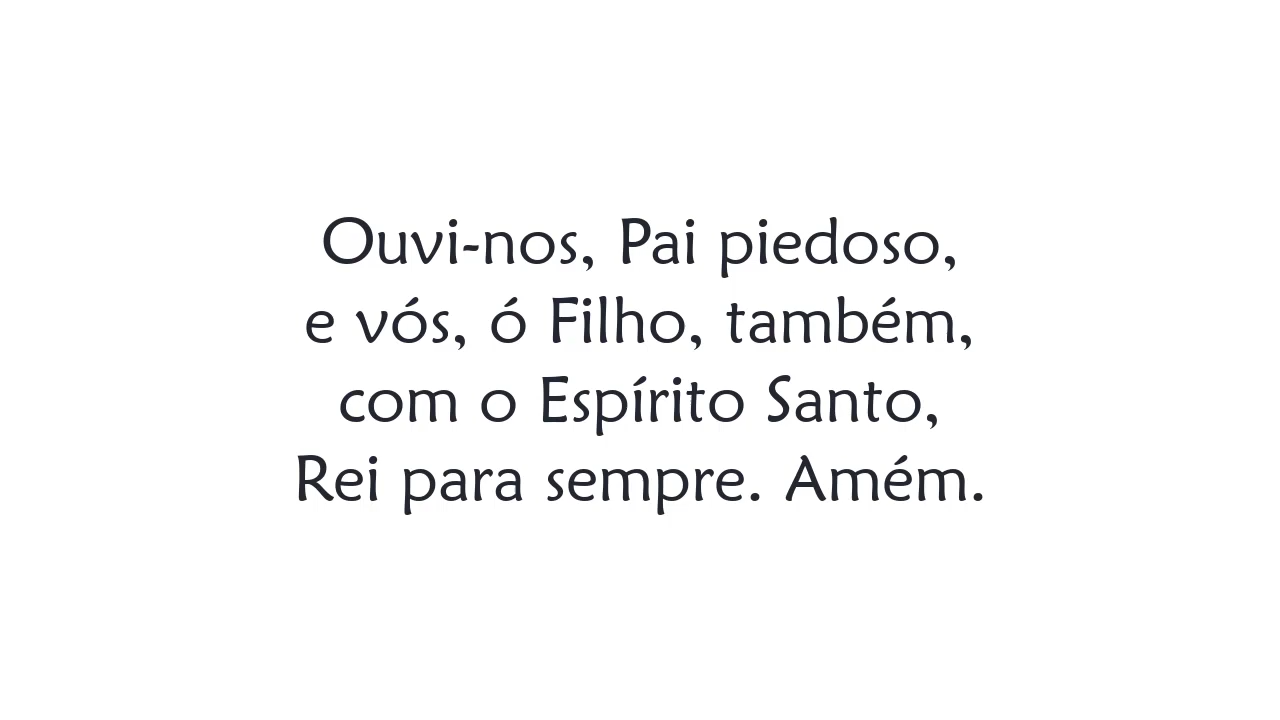 Ouvi-nos, Pai piedoso,
e vós, ó Filho, também,
com o Espírito Santo,
Rei para sempre. Amém.